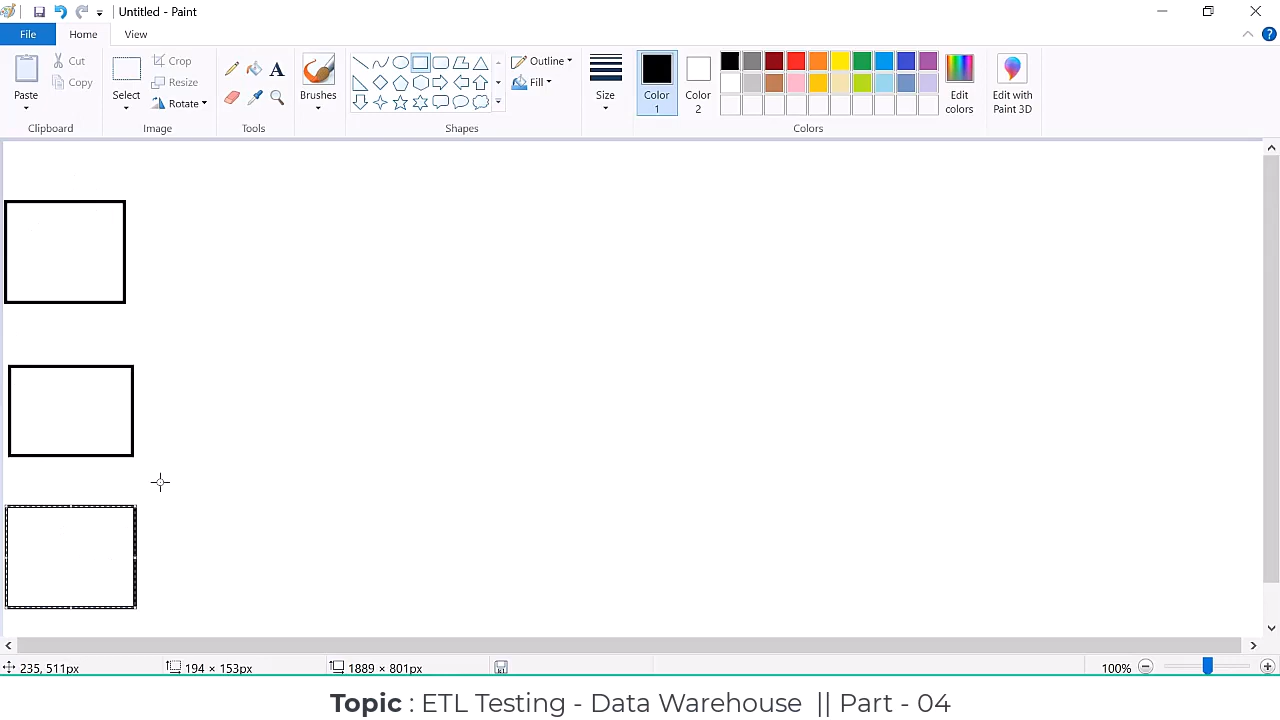 Untitled - Paint
File Home View
Paste Cut Copy
Select Crop Resize Rotate
Brushes
Outline Fill
Size
Color 1
Color 2
Edit colors
Edit with Paint 3D
Clipboard Image Tools Shapes Colors
235, 511px 194 × 153px 1889 × 801px 100%
Topic : ETL Testing - Data Warehouse || Part - 04